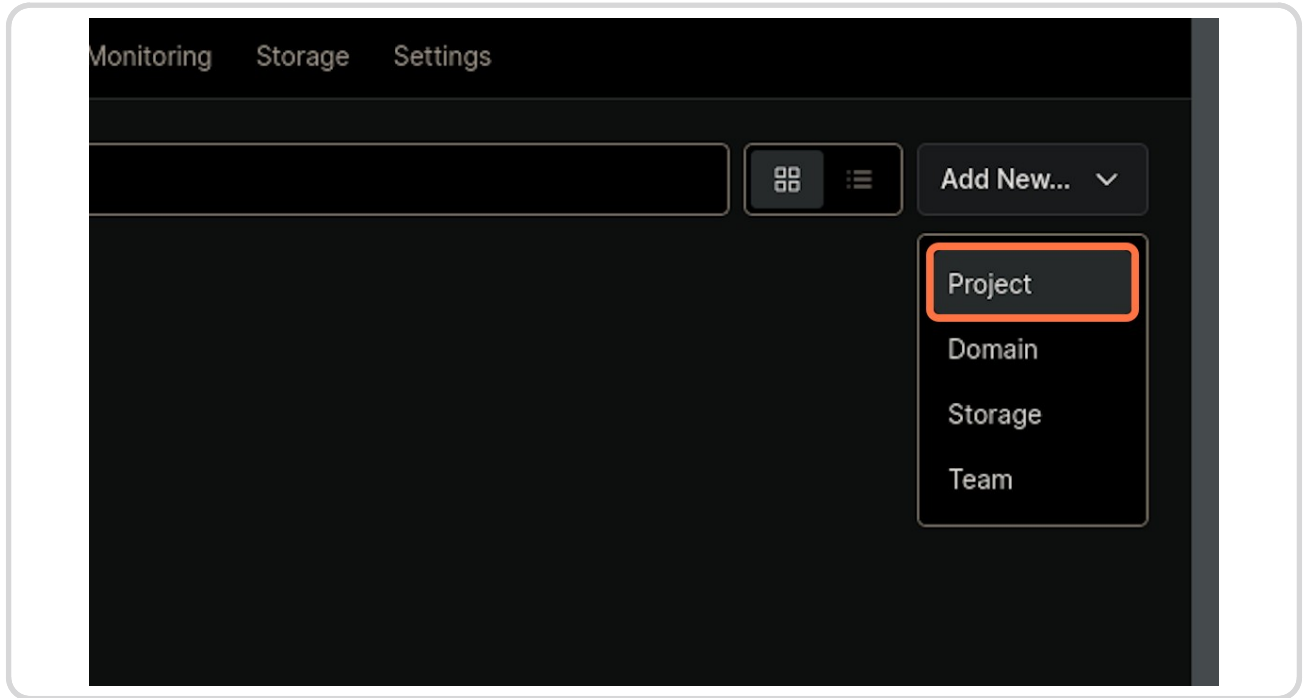 Monitoring Storage Settings
Add New...
Project
Domain
Storage
Team